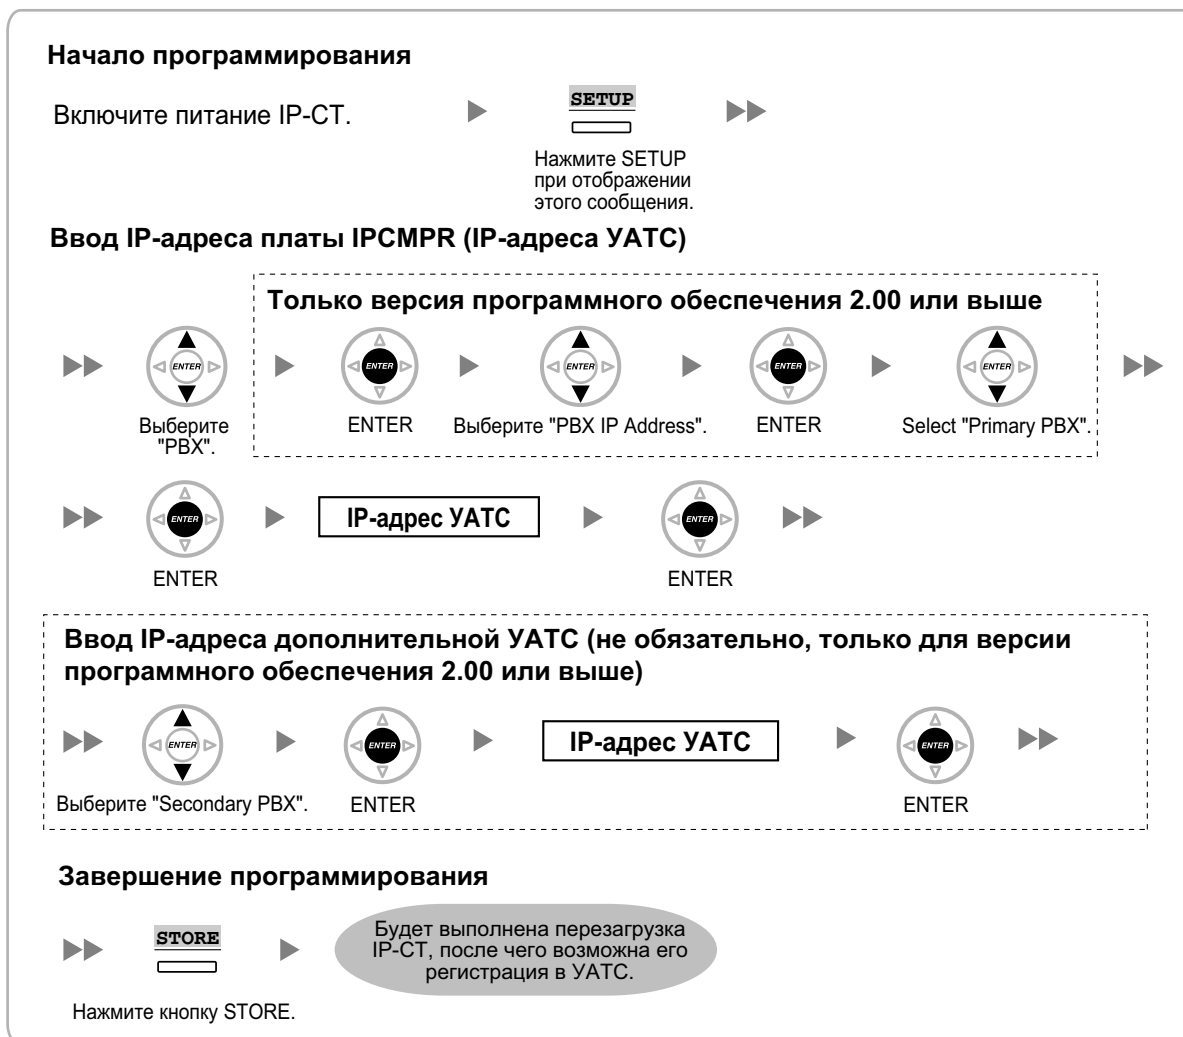 Начало программирования
Включите питание IP-CT.
SETUP
Нажмите SETUP
при отображении
этого сообщения.
Ввод IP-адреса платы IPCMPR (IP-адреса УАТС)
Только версия программного обеспечения 2.00 или выше
ENTER
ENTER
ENTER
ENTER
ENTER
Выберите
"PBX".
ENTER
Выберите "PBX IP Address".
ENTER
Select "Primary PBX".
ENTER
IP-адрес УАТС
ENTER
ENTER
ENTER
Ввод IP-адреса дополнительной УАТС (не обязательно, только для версии
программного обеспечения 2.00 или выше)
ENTER
ENTER
IP-адрес УАТС
ENTER
Выберите "Secondary PBX".
ENTER
ENTER
Завершение программирования
STORE
Нажмите кнопку STORE.
Будет выполнена перезагрузка
IP-CT, после чего возможна его
регистрация в УАТС.